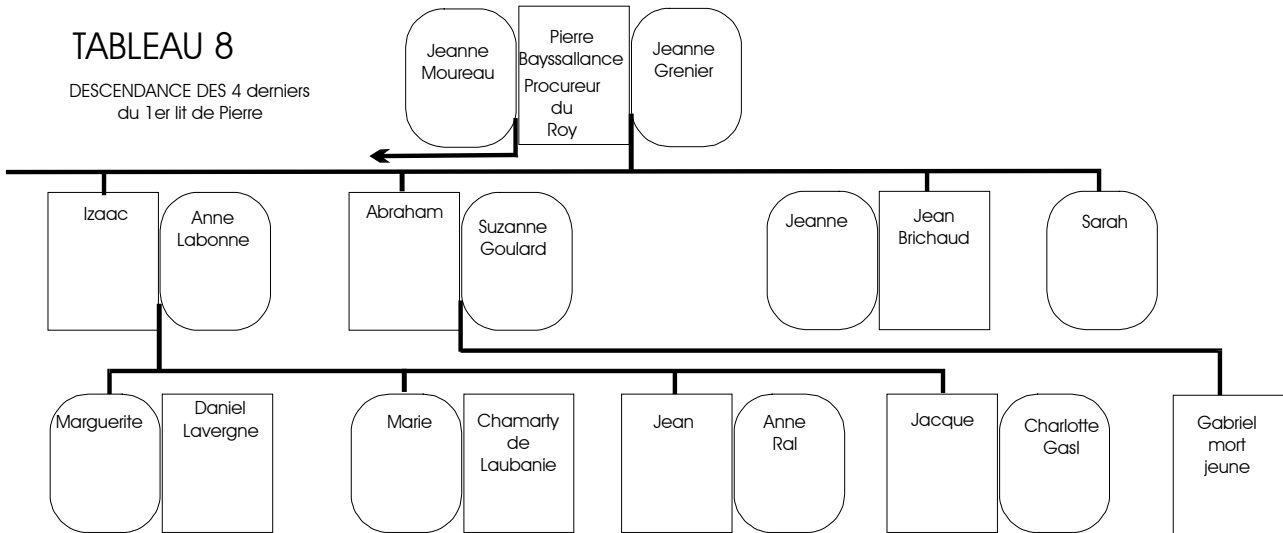 TABLEAU 8
DESCENDANCE DES 4 derniers
du 1er lit de Pierre
Jeanne
Moureau
Pierre
Bayssallance
Procureur
du
Roy
Jeanne
Grenier
Izaac
Anne
Labonne
Abraham
Suzanne
Goulard
Jeanne
Jean
Brichaud
Sarah
Marguerite
Daniel
Lavergne
Marie
Chamarty
de
Laubanie
Jean
Anne
Ral
Jacque
Charlotte
Gasl
Gabriel
mort
jeune